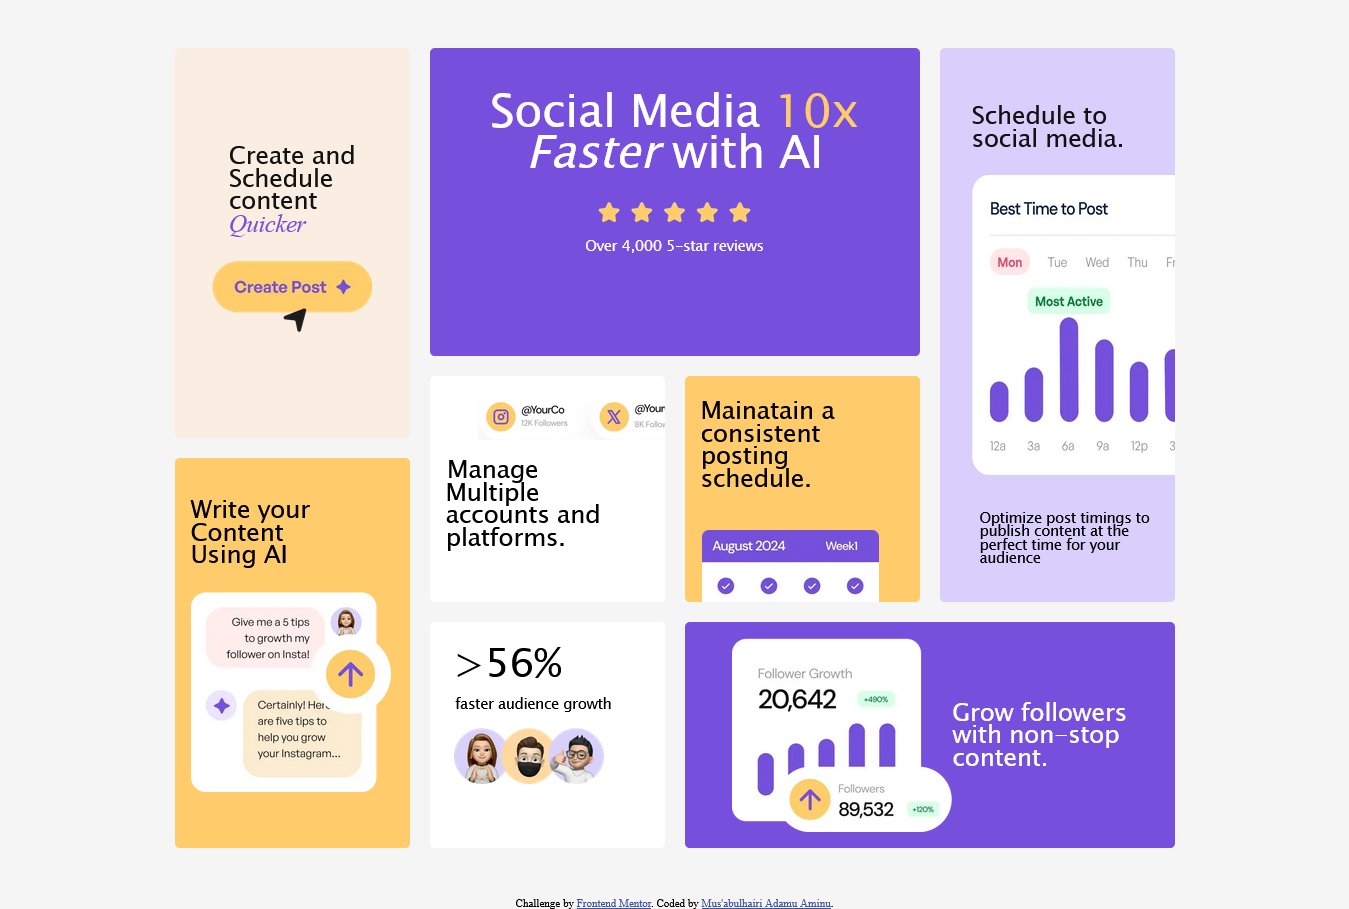 Create and
Schedule
content
Quicker
Create Post
Social Media 10x
Faster with AI
Over 4,000 5-star reviews
Schedule to
social media.
Best Time to Post
Mon Tue Wed Thu
Most Active
12a 3a 6a 9a 12p
Optimize post timings to
publish content at the
perfect time for your
audience
@YourCo
12K Followers
@Your
8K Follow
Manage
Multiple
accounts and
platforms.
Mainatain a
consistent
posting
schedule.
August 2024 Week1
Write your
Content
Using AI
Give me a 5 tips
to growth my
follower on Insta!
Certainly! Here
are five tips to
help you grow
your Instagram...
>56%
faster audience growth
Follower Growth
20,642 +490%
Followers
89,532 +120%
Grow followers
with non-stop
content.
Challenge by Frontend Mentor. Coded by Mus'abulhairi Adamu Aminu.